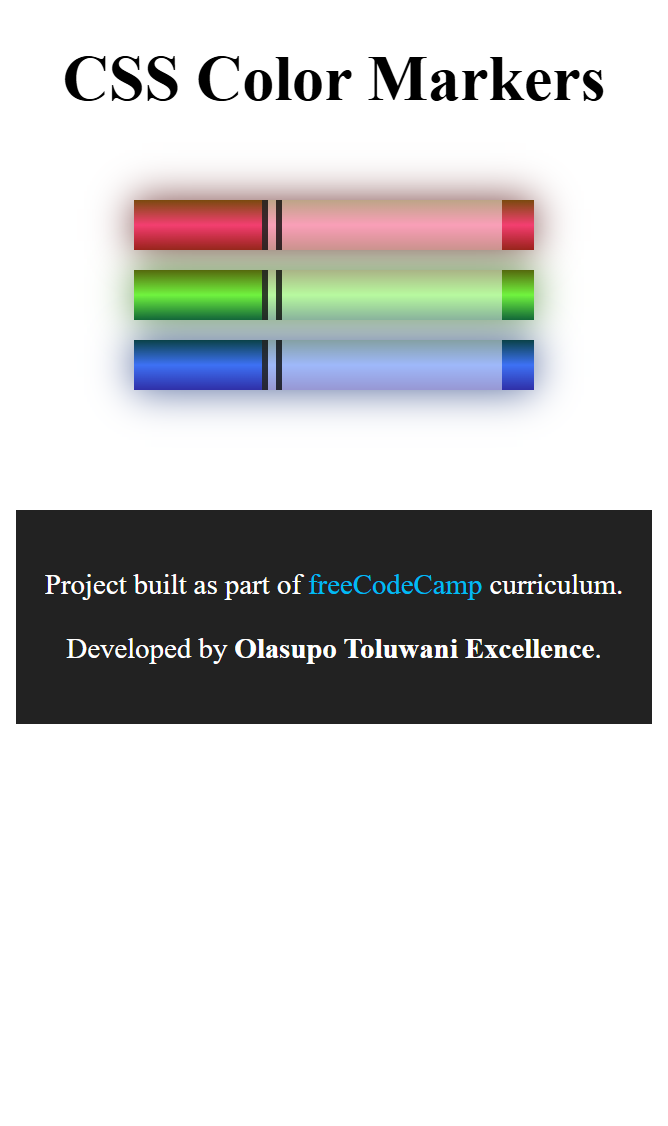 CSS Color Markers
Project built as part of freeCodeCamp curriculum.
Developed by Olasupo Toluwani Excellence.